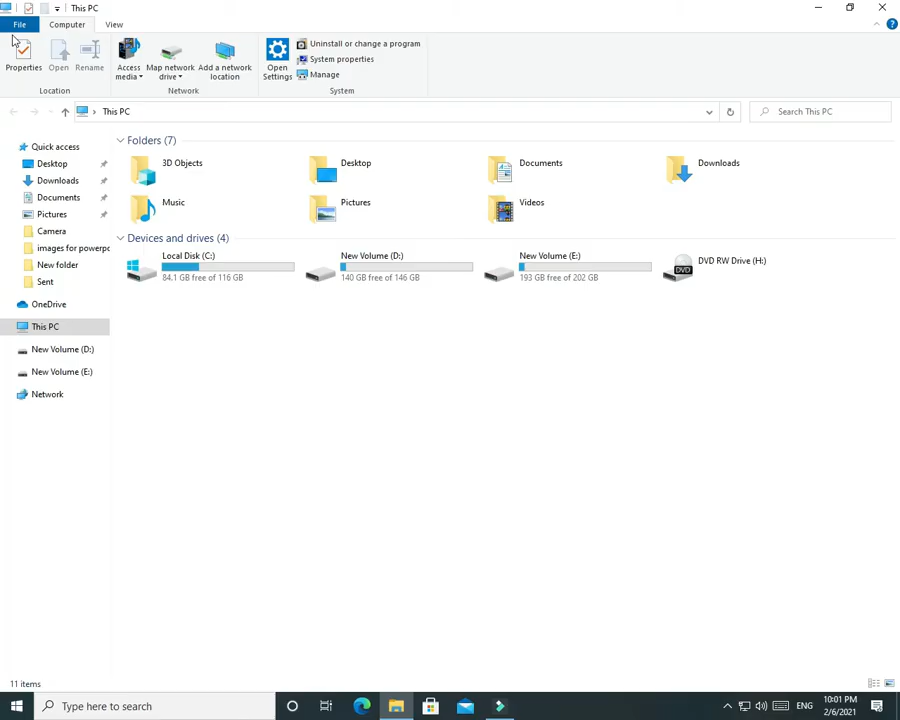 This PC
File
Computer
View
Properties
Open
Rename
Access
media
Map network
drive
Add a network
location
Open
Settings
Uninstall or change a program
System properties
Manage
Location
Network
System
This PC
Search This PC
Quick access
Desktop
Downloads
Documents
Pictures
Camera
images for powerpo
New folder
Sent
OneDrive
This PC
New Volume (D:)
New Volume (E:)
Network
Folders (7)
3D Objects
Desktop
Documents
Downloads
Music
Pictures
Videos
Devices and drives (4)
Local Disk (C:)
84.1 GB free of 116 GB
New Volume (D:)
140 GB free of 146 GB
New Volume (E:)
193 GB free of 202 GB
DVD RW Drive (H:)
DVD
11 items
Type here to search
ENG
10:01 PM
2/6/2021